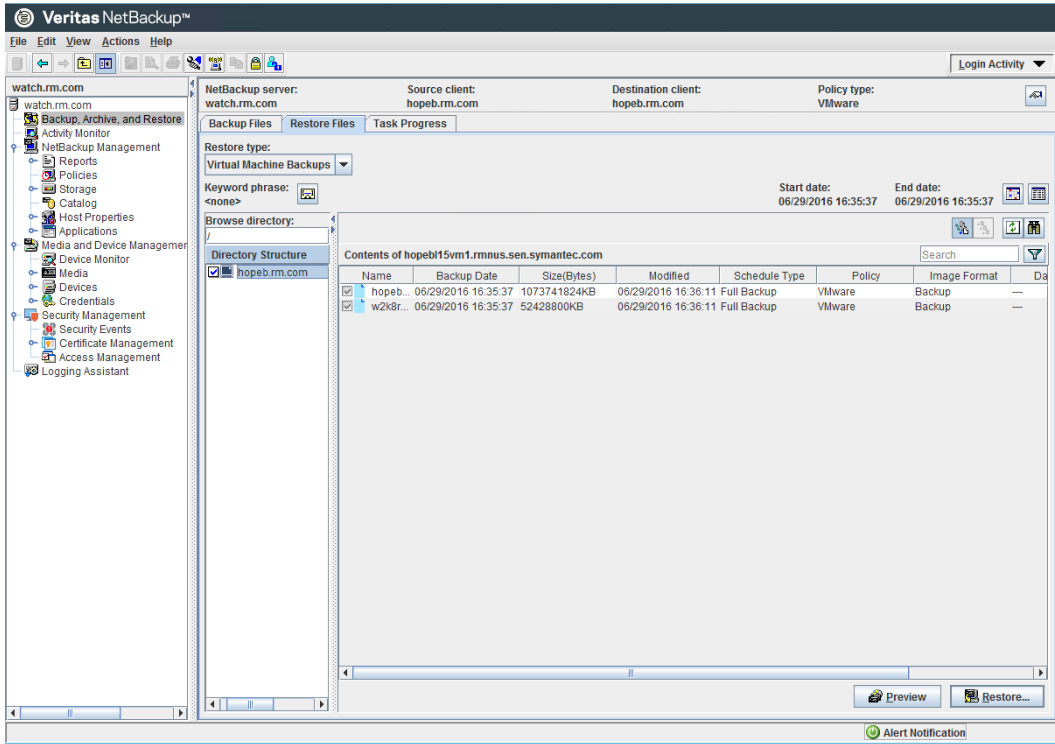 Veritas NetBackup™
File Edit View Actions Help
Login Activity
watch.rm.com
watch.rm.com
Backup, Archive, and Restore
Activity Monitor
NetBackup Management
Reports
Policies
Storage
Catalog
Host Properties
Applications
Media and Device Managemer
Device Monitor
Media
Devices
Credentials
Security Management
Security Events
Certificate Management
Access Management
Logging Assistant
NetBackup server: Source client: Destination client: Policy type:
watch.rm.com hopeb.rm.com hopeb.rm.com VMware
Backup Files Restore Files Task Progress
Restore type:
Virtual Machine Backups
Keyword phrase: Start date: End date:
<none> 06/29/2016 16:35:37 06/29/2016 16:35:37
Browse directory:
/
Directory Structure
hopeb.rm.com
Contents of hopebl15vm1.rmnus.sen.symantec.com
Search
Name Backup Date Size(Bytes) Modified Schedule Type Policy Image Format Da
hopeb... 06/29/2016 16:35:37 1073741824KB 06/29/2016 16:36:11 Full Backup VMware Backup ---
w2k8r... 06/29/2016 16:35:37 52428800KB 06/29/2016 16:36:11 Full Backup VMware Backup ---
Preview Restore...
Alert Notification